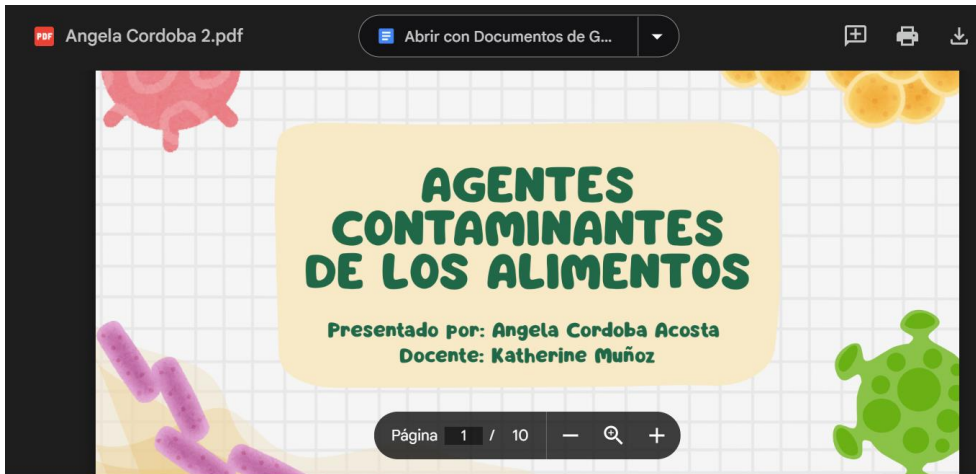 PDF Angela Cordoba 2.pdf
Abrir con Documentos de G...
AGENTES
CONTAMINANTES
DE LOS ALIMENTOS
Presentado por: Angela Cordoba Acosta
Docente: Katherine Muñoz
Página 1 / 10